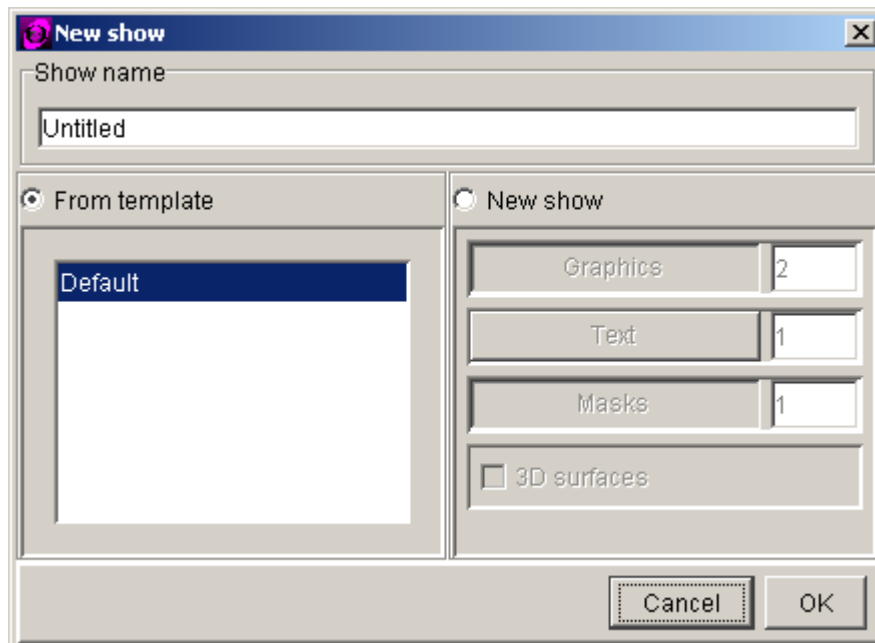 New show
Show name
Untitled
From template
Default
New show
Graphics 2
Text 1
Masks 1
3D surfaces
Cancel OK